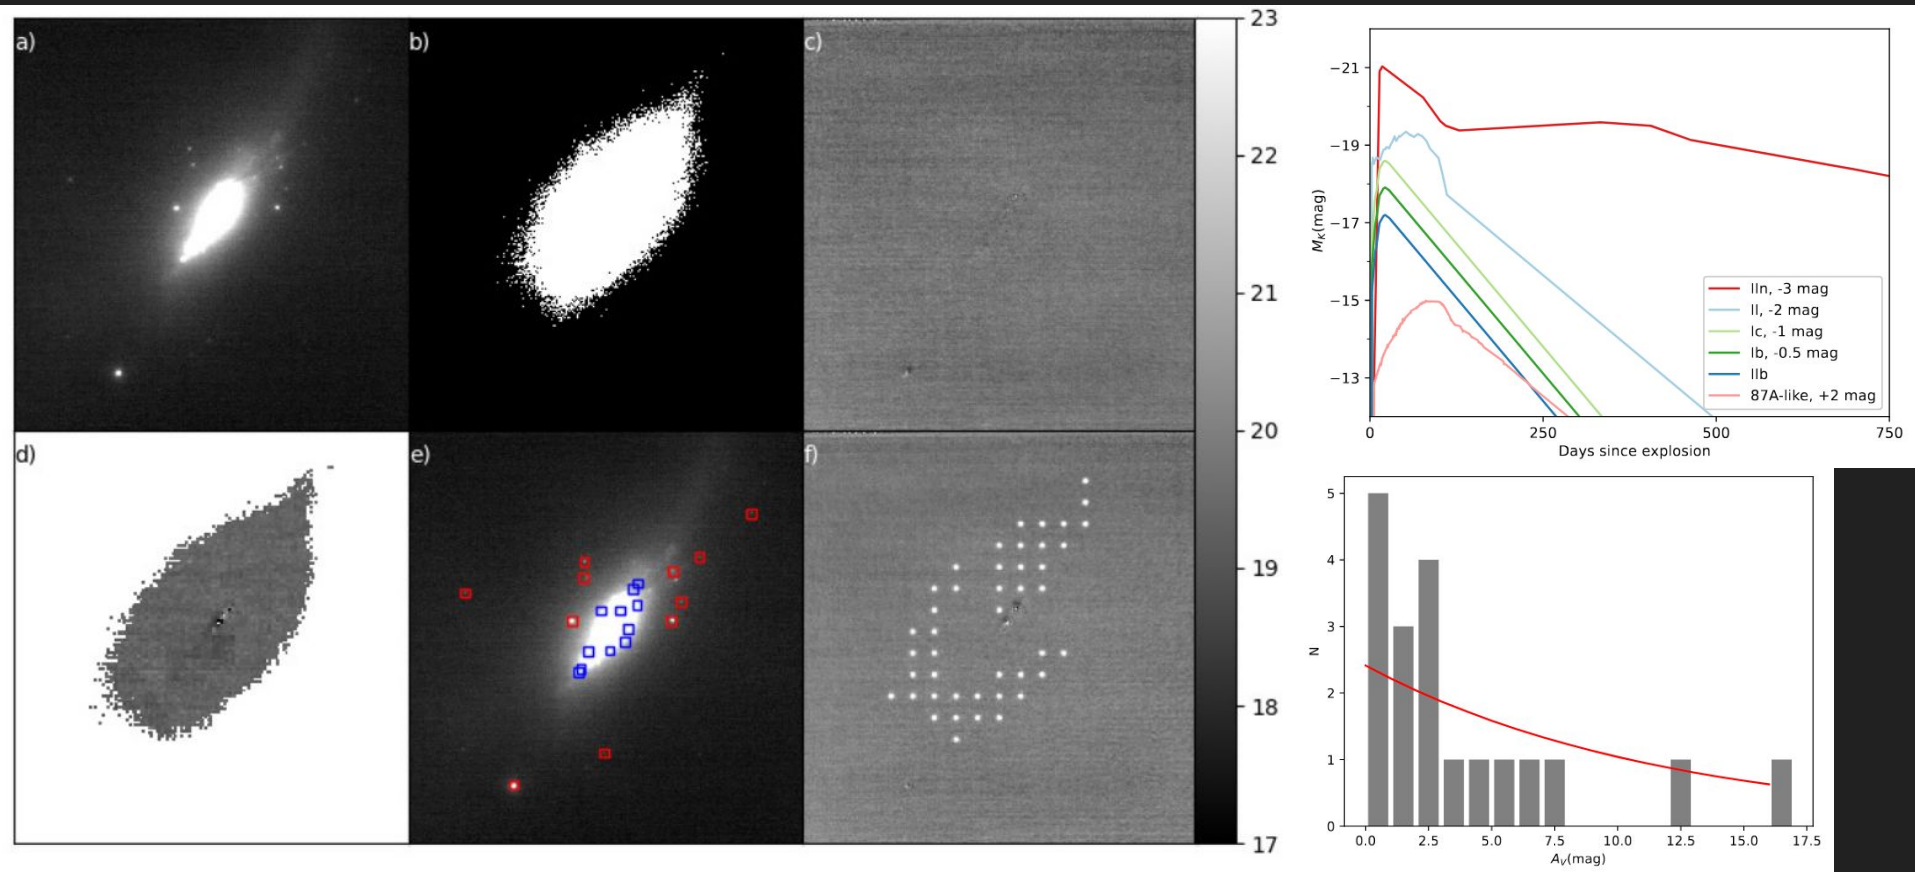 a)
b)
c)
d)
e)
f)
23
22
21
20
19
18
17
−21
−19
−17
−15
−13
M_K(mag)
0
250
500
750
Days since explosion
IIn, -3 mag
II, -2 mag
Ic, -1 mag
Ib, -0.5 mag
IIb
87A-like, +2 mag
5
4
3
2
1
0
N
0.0
2.5
5.0
7.5
10.0
12.5
15.0
17.5
A_V(mag)